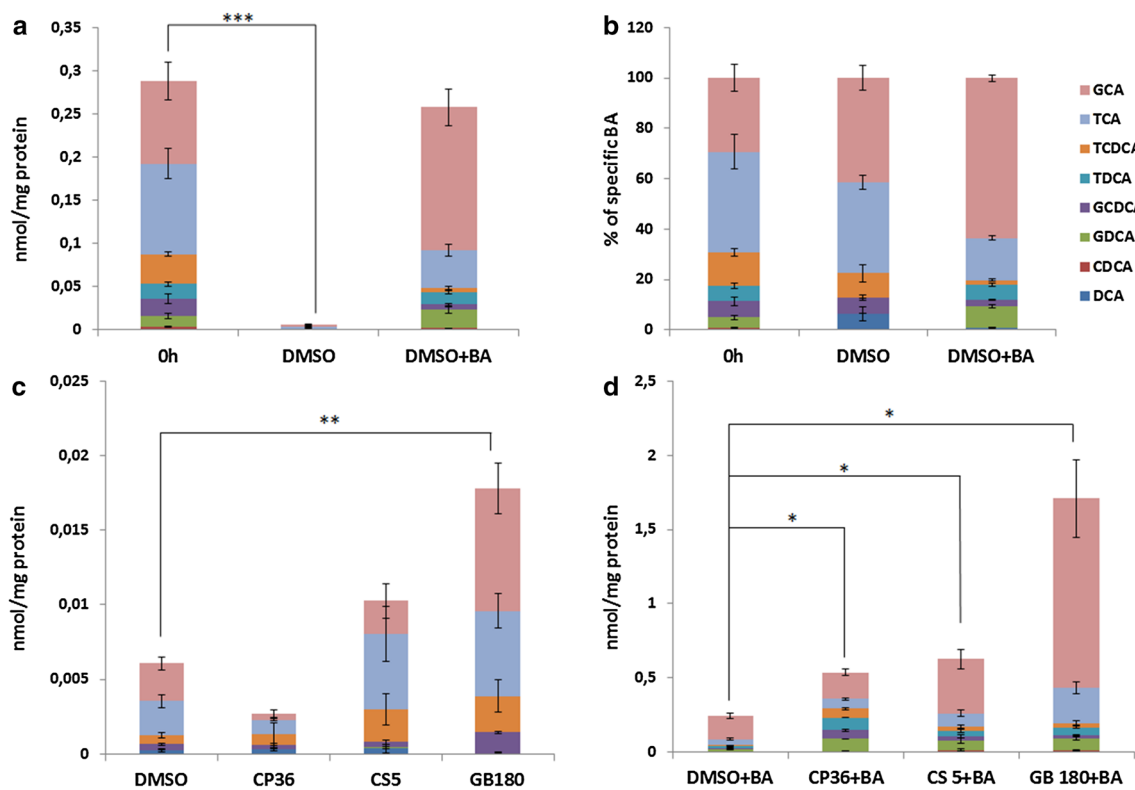 a
***
nmol/mg protein
0,35
0,3
0,25
0,2
0,15
0,1
0,05
0
0h DMSO DMSO+BA
b
% of specificBA
120
100
80
60
40
20
0
0h DMSO DMSO+BA
GCA
TCA
TCDCA
TDCA
GCDCA
GDCA
CDCA
DCA
c
**
nmol/mg protein
0,025
0,02
0,015
0,01
0,005
0
DMSO CP36 CS5 GB180
d
*
*
*
nmol/mg protein
2,5
2
1,5
1
0,5
0
DMSO+BA CP36+BA CS 5+BA GB 180+BA